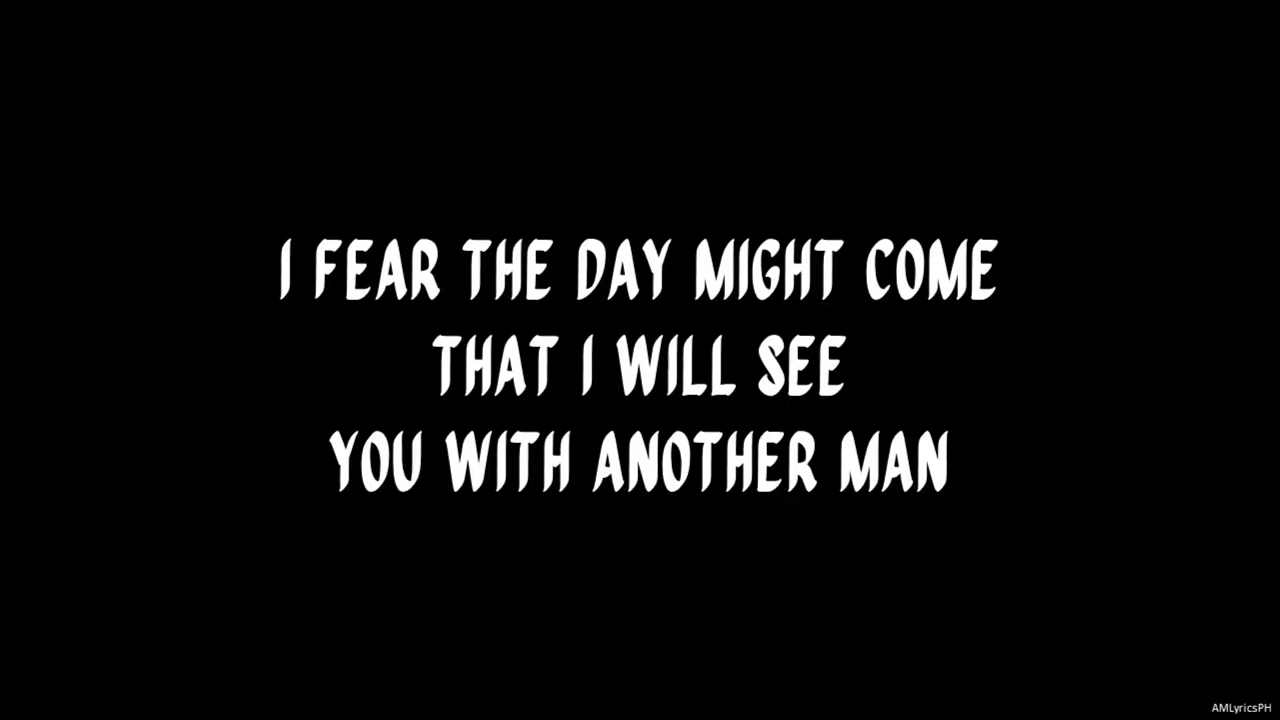 I FEAR THE DAY MIGHT COME
THAT I WILL SEE
YOU WITH ANOTHER MAN
AMLyricsPH